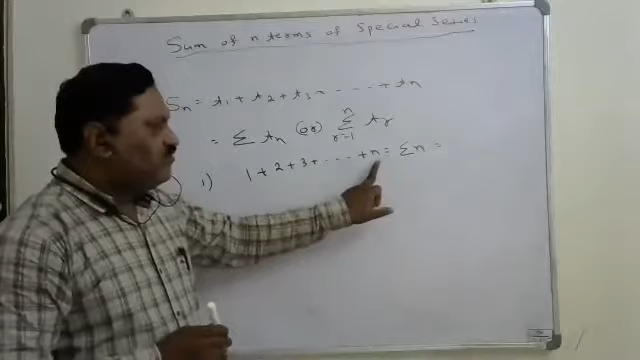 Sum of n terms of Special Series
Sn = t1 + t2 + t3 + - - - - + tn
= Σ tn (or) Σ_{r=1}^{n} tr
1) 1 + 2 + 3 + - - - - + n = Σn =